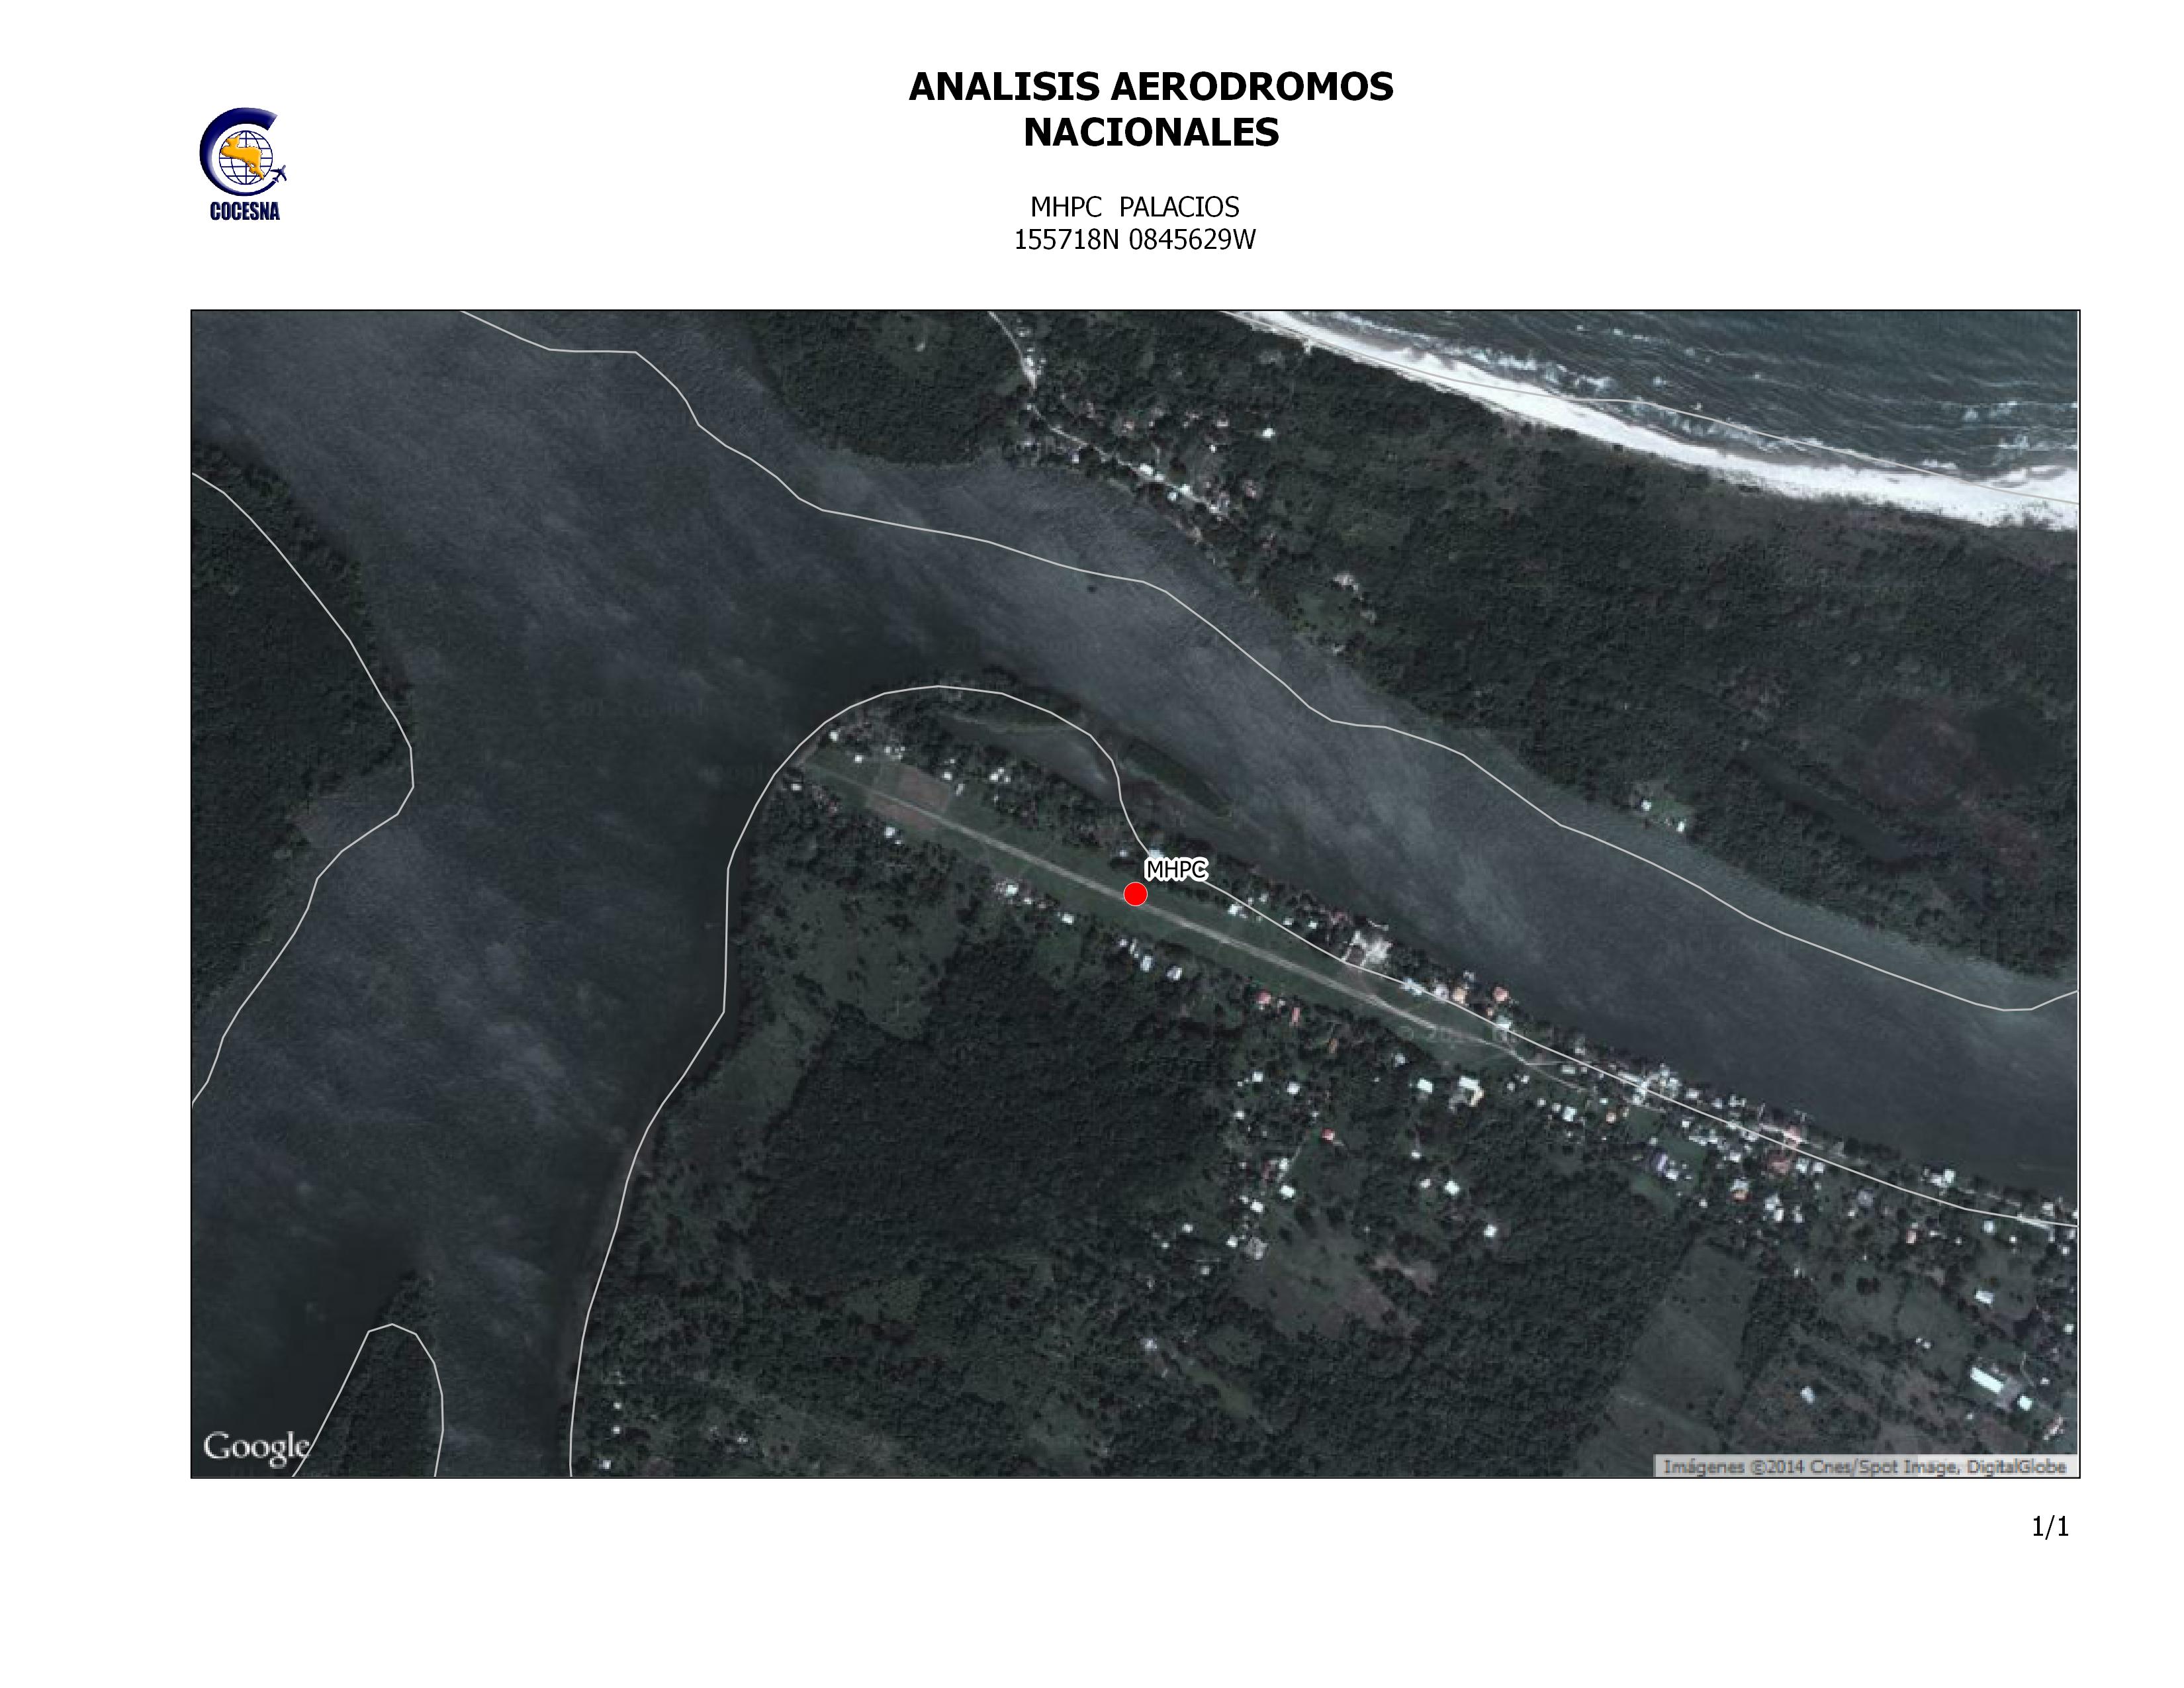 ANALISIS AERODROMOS
NACIONALES
COCESNA
MHPC PALACIOS
155718N 0845629W
MHPC
Google
Imágenes ©2014 Cnes/Spot Image, DigitalGlobe
1/1